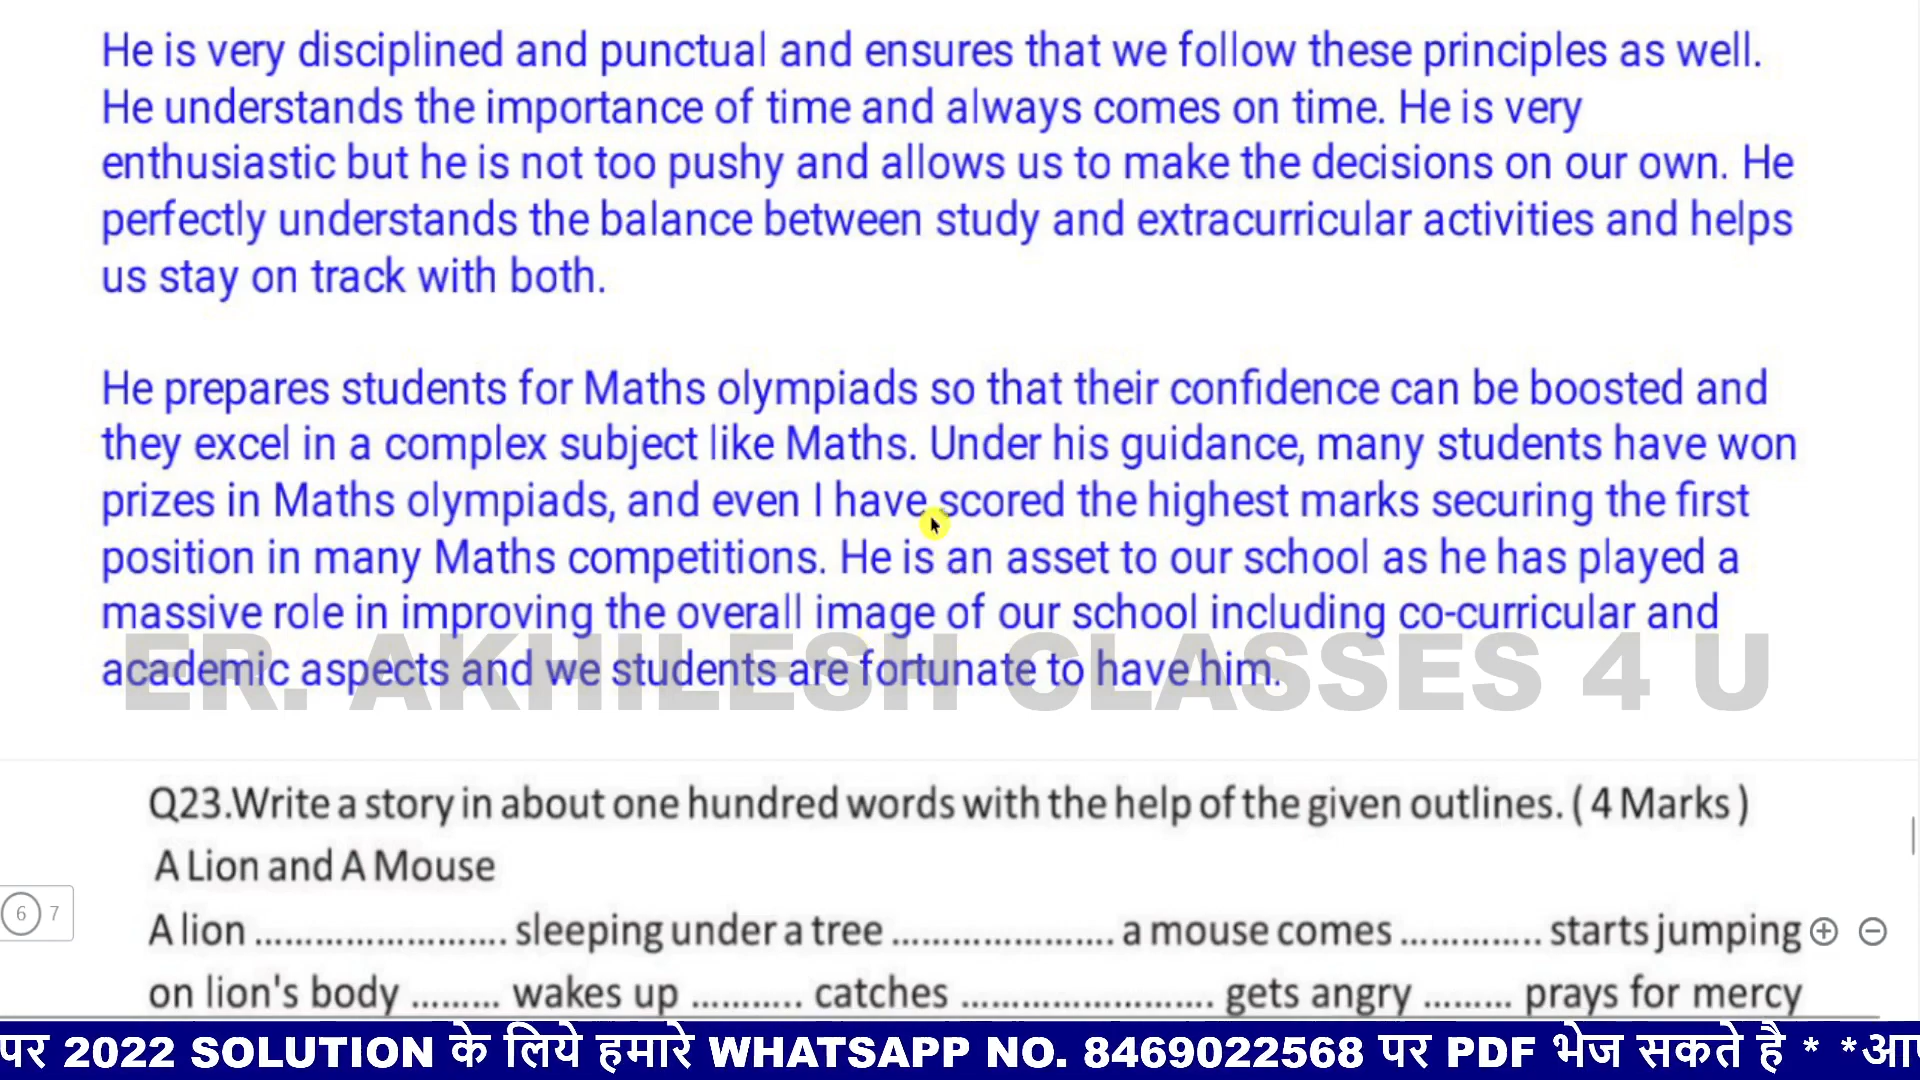 He is very disciplined and punctual and ensures that we follow these principles as well.
He understands the importance of time and always comes on time. He is very
enthusiastic but he is not too pushy and allows us to make the decisions on our own. He
perfectly understands the balance between study and extracurricular activities and helps
us stay on track with both.
He prepares students for Maths olympiads so that their confidence can be boosted and
they excel in a complex subject like Maths. Under his guidance, many students have won
prizes in Maths olympiads, and even I have scored the highest marks securing the first
position in many Maths competitions. He is an asset to our school as he has played a
massive role in improving the overall image of our school including co-curricular and
academic aspects and we students are fortunate to have him.
ER. AKHILESH CLASSES 4 U
Q23.Write a story in about one hundred words with the help of the given outlines. ( 4 Marks )
A Lion and A Mouse
A lion ........................ sleeping under a tree ..................... a mouse comes .............. starts jumping
on lion's body ......... wakes up ........... catches ........................ gets angry ......... prays for mercy
6 7
पर 2022 SOLUTION के लिये हमारे WHATSAPP NO. 8469022568 पर PDF भेज सकते है * *